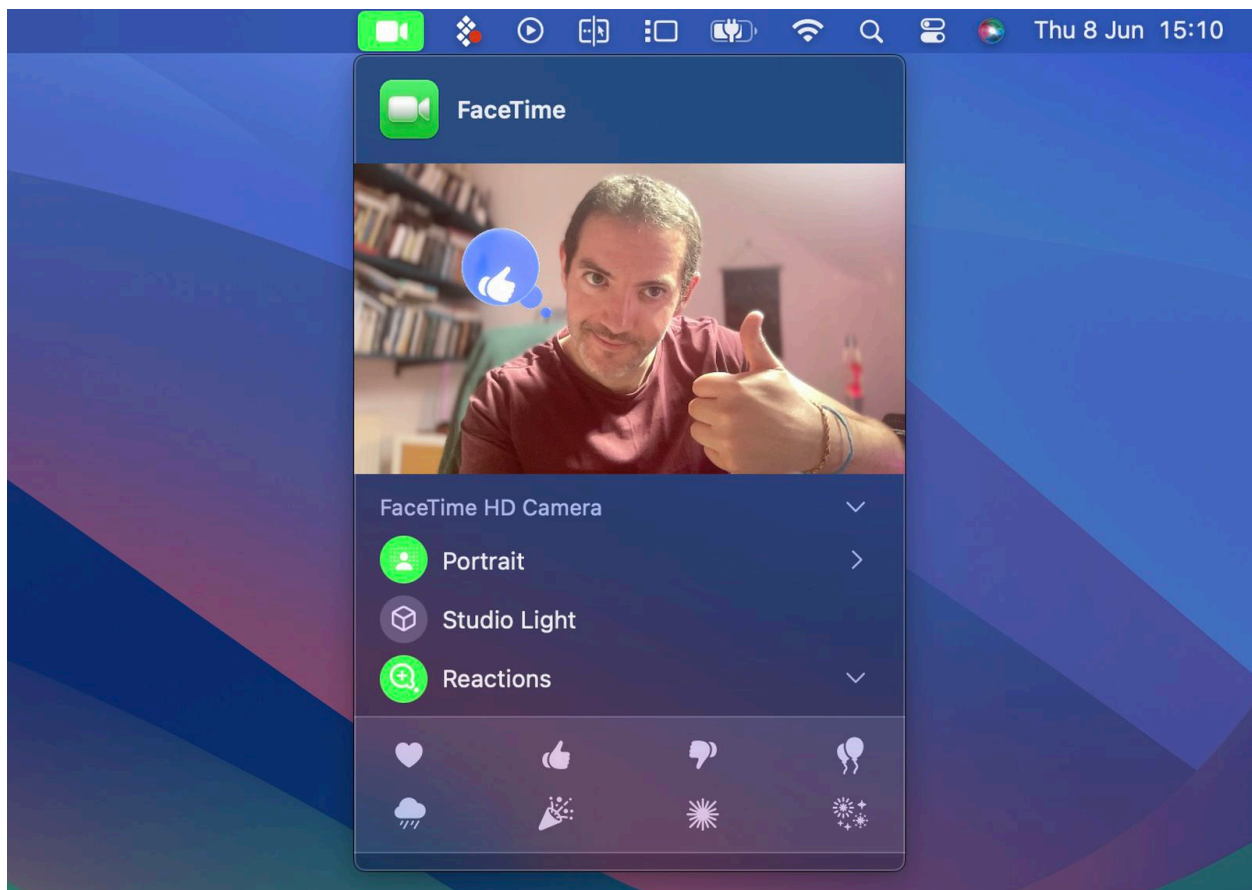 Thu 8 Jun 15:10
FaceTime
FaceTime HD Camera
Portrait
Studio Light
Reactions